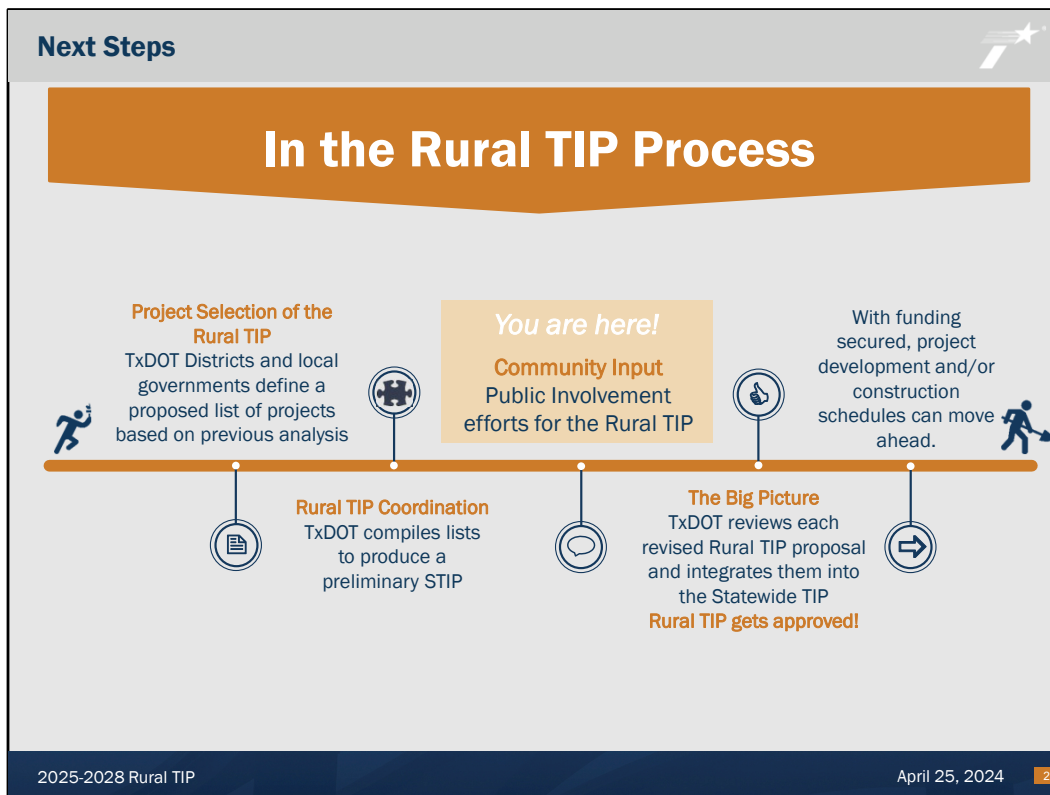 Next Steps
In the Rural TIP Process
Project Selection of the
Rural TIP
TxDOT Districts and local
governments define a
proposed list of projects
based on previous analysis
Rural TIP Coordination
TxDOT compiles lists
to produce a
preliminary STIP
You are here!
Community Input
Public Involvement
efforts for the Rural TIP
The Big Picture
TxDOT reviews each
revised Rural TIP proposal
and integrates them into
the Statewide TIP
Rural TIP gets approved!
With funding
secured, project
development and/or
construction
schedules can move
ahead.
2025-2028 Rural TIP
April 25, 2024